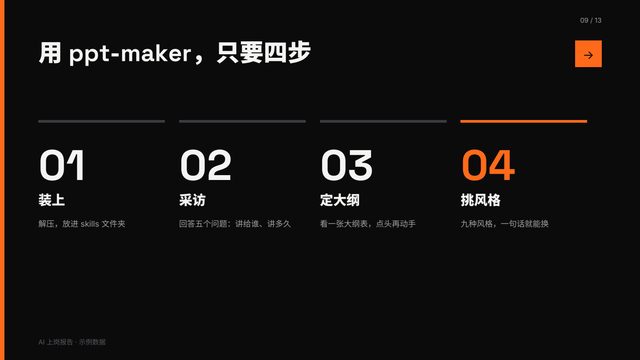 09 / 13
用 ppt-maker，只要四步
→
01
装上
解压，放进 skills 文件夹
02
采访
回答五个问题：讲给谁、讲多久
03
定大纲
看一张大纲表，点头再动手
04
挑风格
九种风格，一句话就能换
AI 上岗报告 · 示例数据